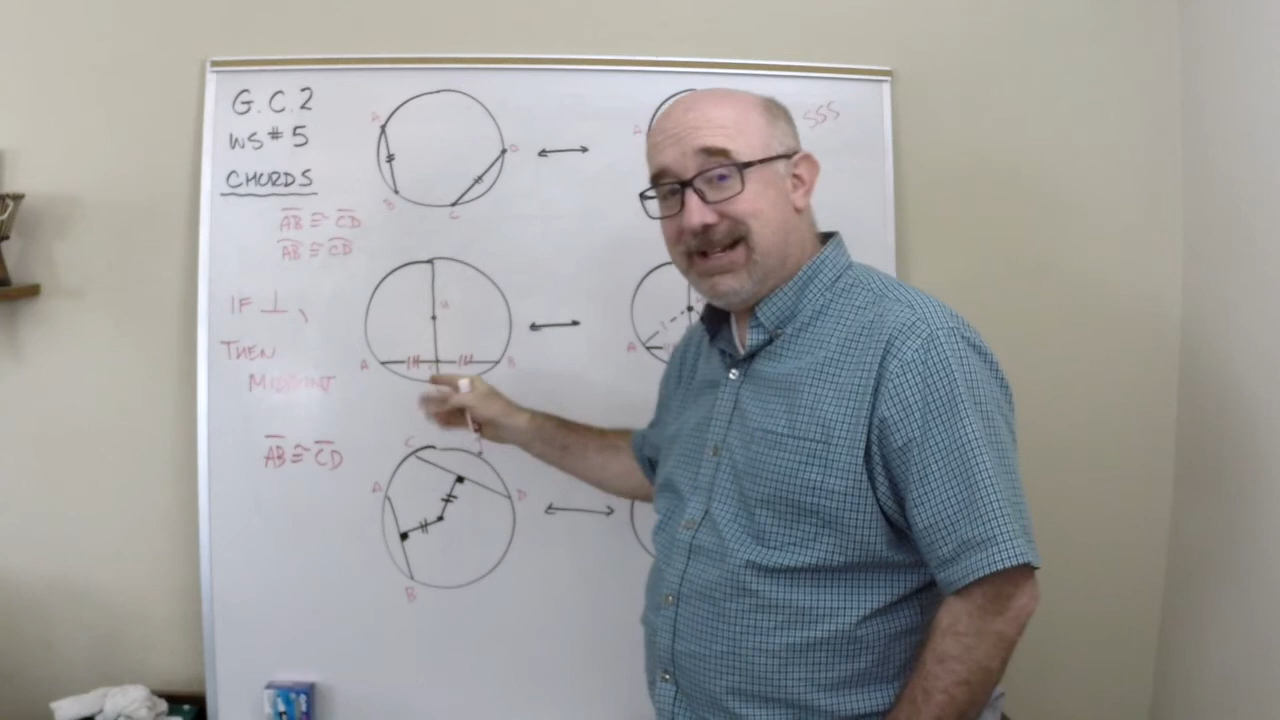 G.C.2
WS#5
CHORDS
A
B
C
D
AB ≅ CD
AB ≅ CD
A
SSS
IF ⊥,
THEN
MIDPOINT
A
B
A
AB ≅ CD
C
A
D
B